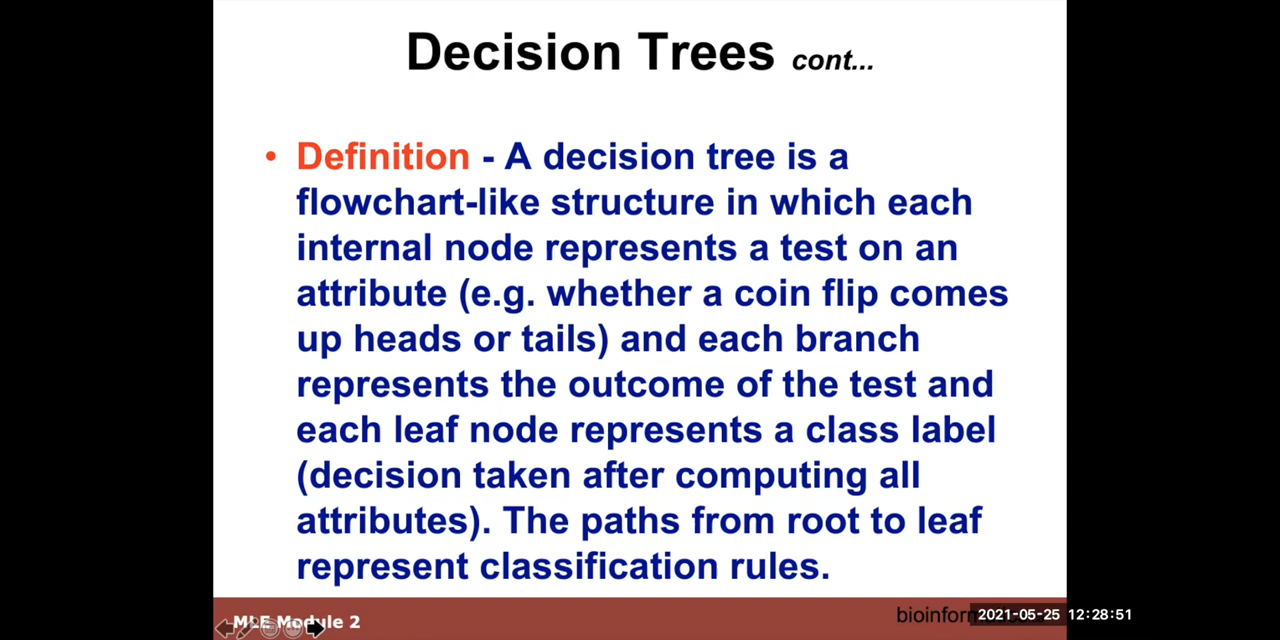 Decision Trees cont...
• Definition - A decision tree is a
flowchart-like structure in which each
internal node represents a test on an
attribute (e.g. whether a coin flip comes
up heads or tails) and each branch
represents the outcome of the test and
each leaf node represents a class label
(decision taken after computing all
attributes). The paths from root to leaf
represent classification rules.
MLE Module 2
2021-05-25 12:28:51